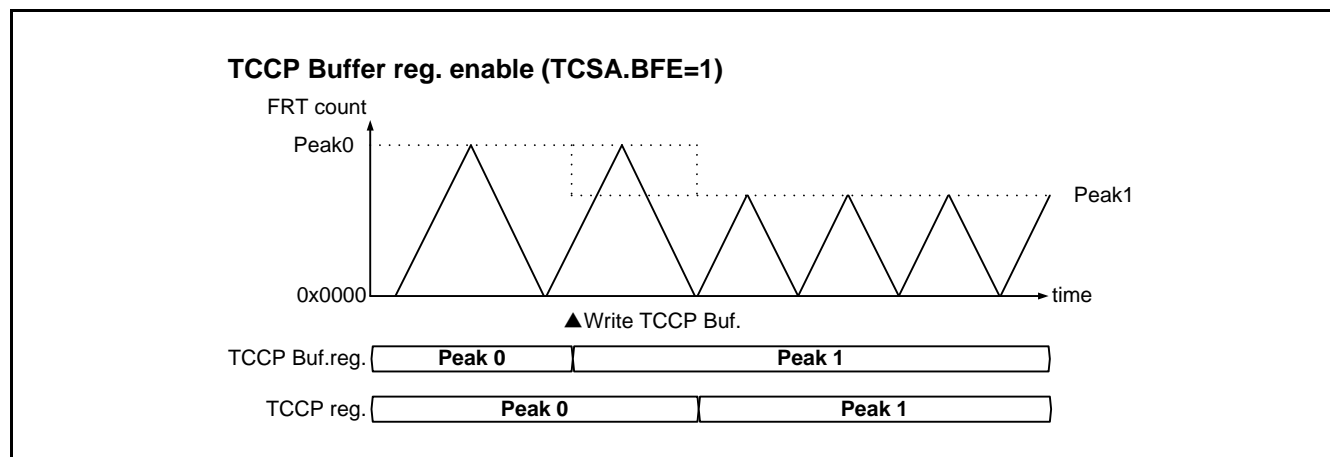 TCCP Buffer reg. enable (TCSA.BFE=1)
FRT count
Peak0
Peak1
0x0000
time
▲Write TCCP Buf.
TCCP Buf.reg. Peak 0 Peak 1
TCCP reg. Peak 0 Peak 1